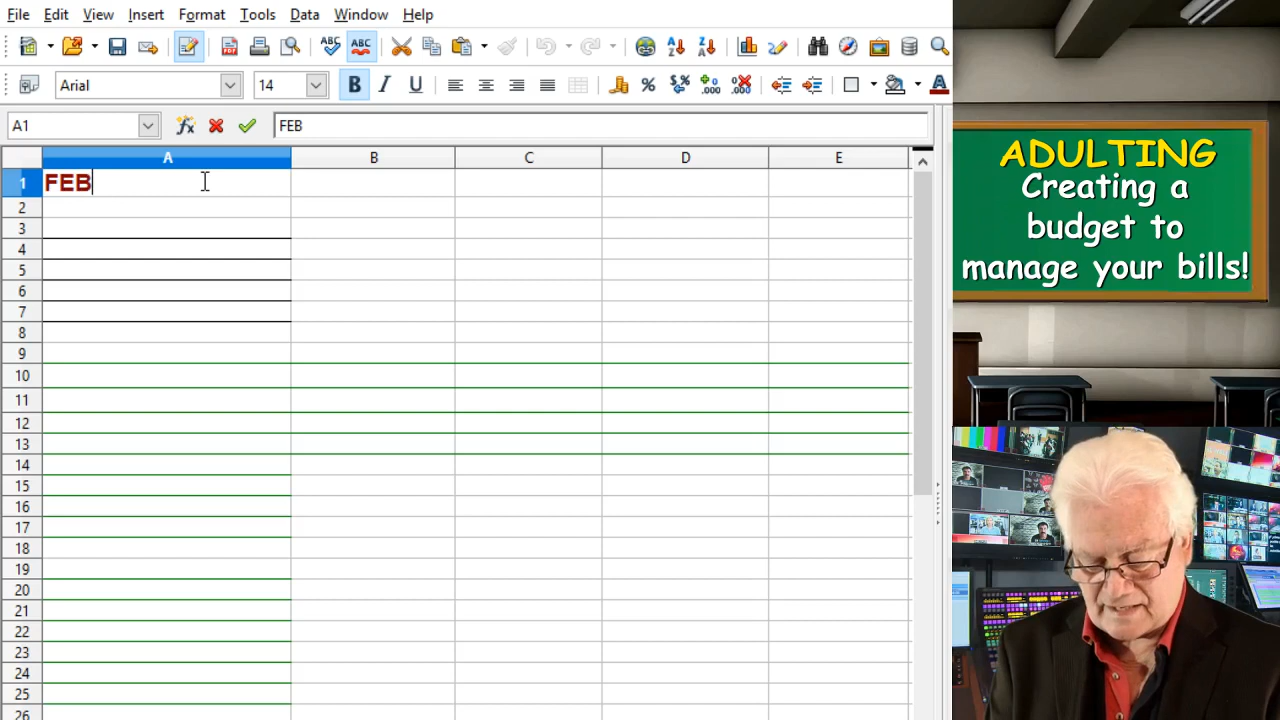 File Edit View Insert Format Tools Data Window Help
Arial 14
A1 FEB
A B C D E
1 FEB
2
3
4
5
6
7
8
9
10
11
12
13
14
15
16
17
18
19
20
21
22
23
24
25
26
ADULTING
Creating a
budget to
manage your bills!